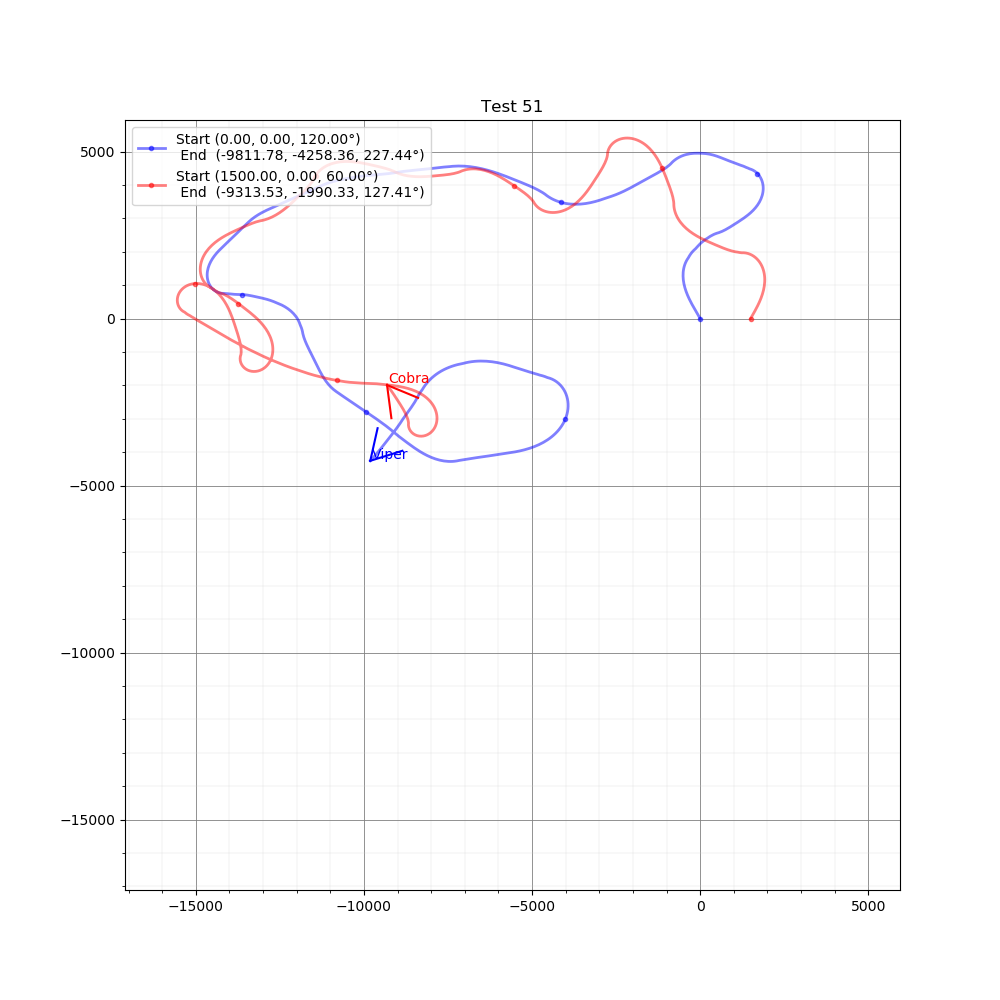 Test 51
Start (0.00, 0.00, 120.00°)
End  (-9811.78, -4258.36, 227.44°)
Start (1500.00, 0.00, 60.00°)
End  (-9313.53, -1990.33, 127.41°)
5000
0
−5000
−10000
−15000
Cobra
Viper
−15000
−10000
−5000
0
5000